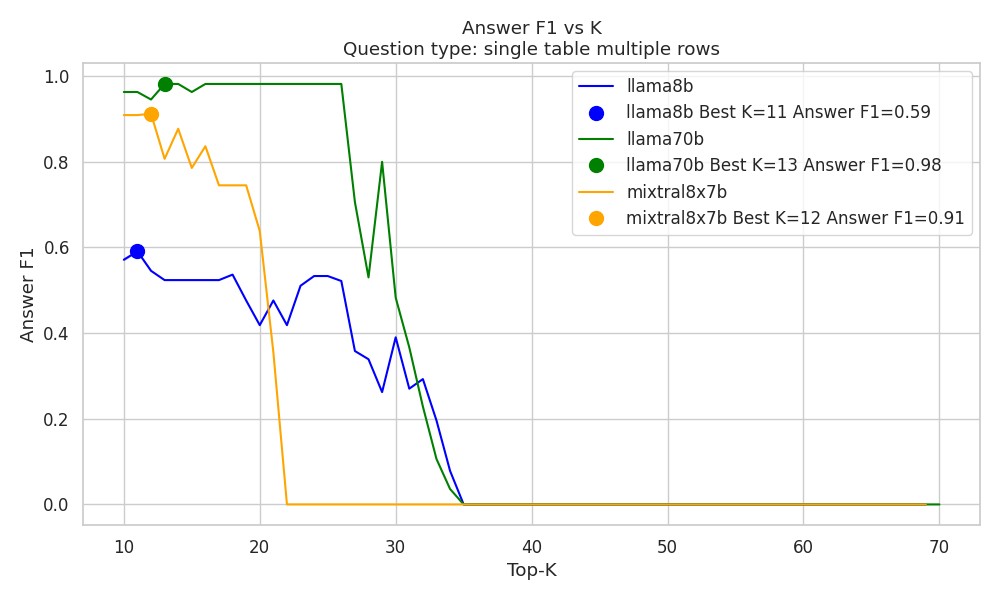 Answer F1 vs K
Question type: single table multiple rows
llama8b
llama8b Best K=11 Answer F1=0.59
llama70b
llama70b Best K=13 Answer F1=0.98
mixtral8x7b
mixtral8x7b Best K=12 Answer F1=0.91
Answer F1
1.0
0.8
0.6
0.4
0.2
0.0
10 20 30 40 50 60 70
Top-K